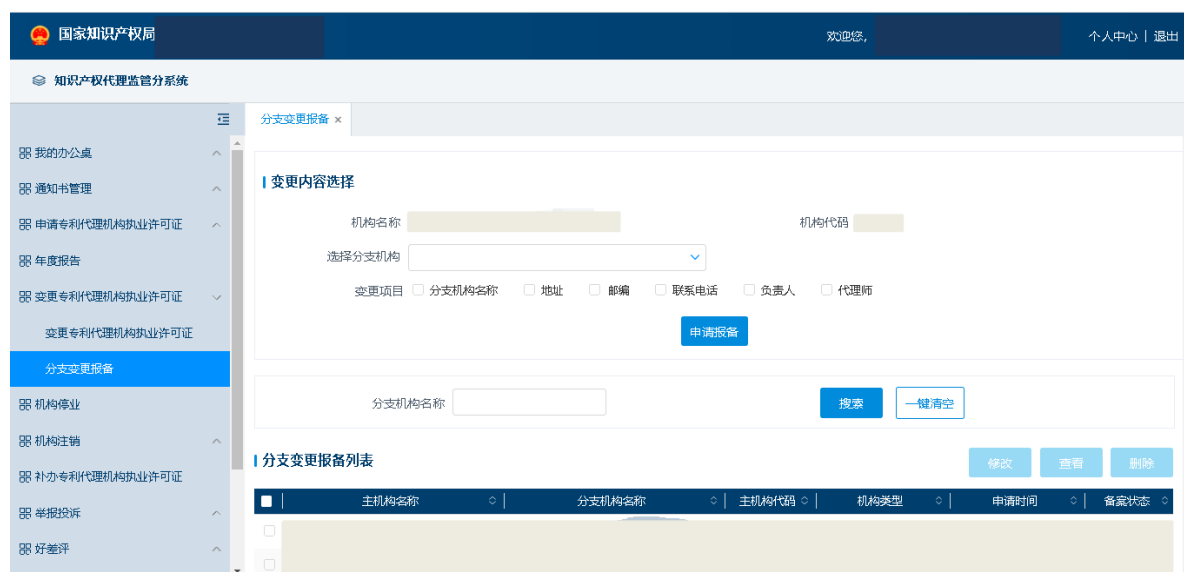 国家知识产权局
欢迎您,
个人中心 | 退出
知识产权代理监管分系统
分支变更报备 ×
我的办公桌
通知书管理
申请专利代理机构执业许可证
年度报告
变更专利代理机构执业许可证
变更专利代理机构执业许可证
分支变更报备
机构停业
机构注销
补办专利代理机构执业许可证
举报投诉
好差评
变更内容选择
机构名称
机构代码
选择分支机构
变更项目 分支机构名称 地址 邮编 联系电话 负责人 代理师
申请报备
分支机构名称 搜索 一键清空
分支变更报备列表
修改 查看 删除
主机构名称 分支机构名称 主机构代码 机构类型 申请时间 备案状态